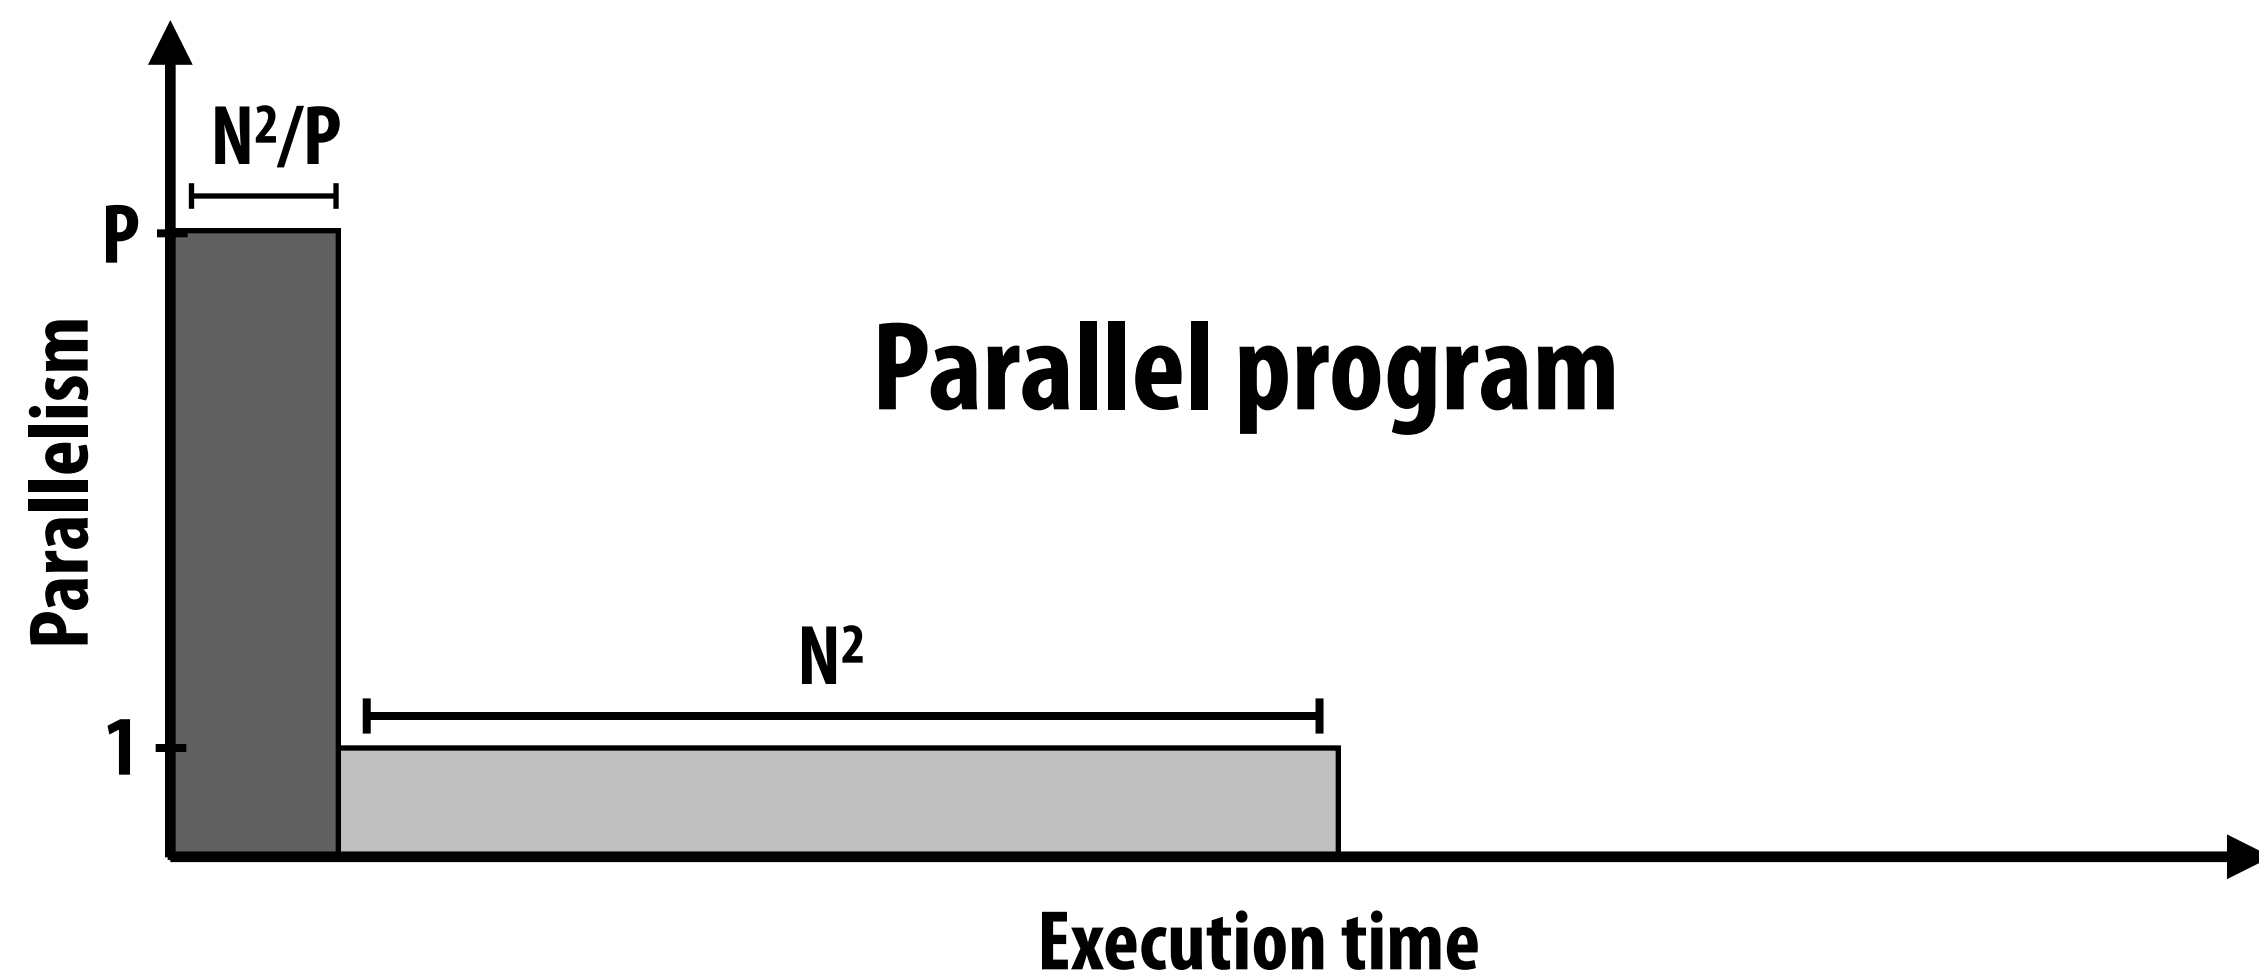 N²/P
P
Parallelism
Parallel program
N²
1
Execution time